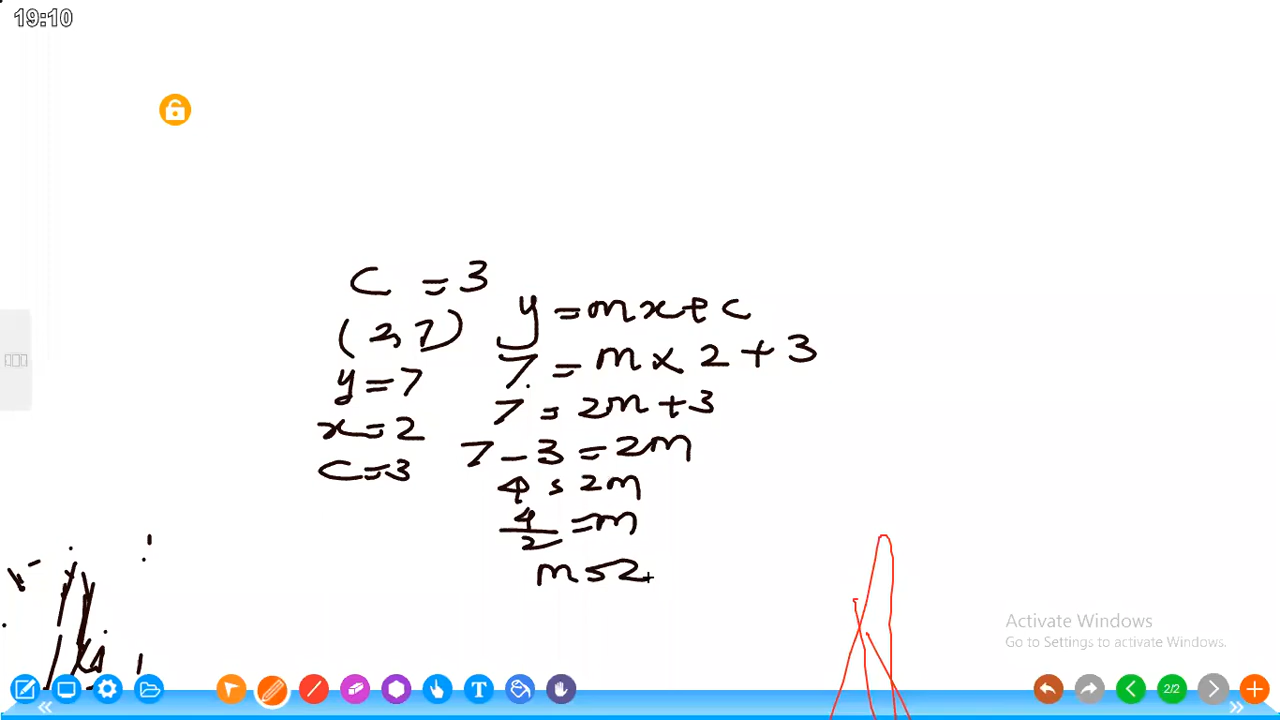 19:10
C = 3
(2, 7)
y = 7
x = 2
C = 3
y = mx + c
7 = m × 2 + 3
7 = 2m + 3
7 - 3 = 2m
4 = 2m
4/2 = m
m = 2
Activate Windows
Go to Settings to activate Windows.
2/2